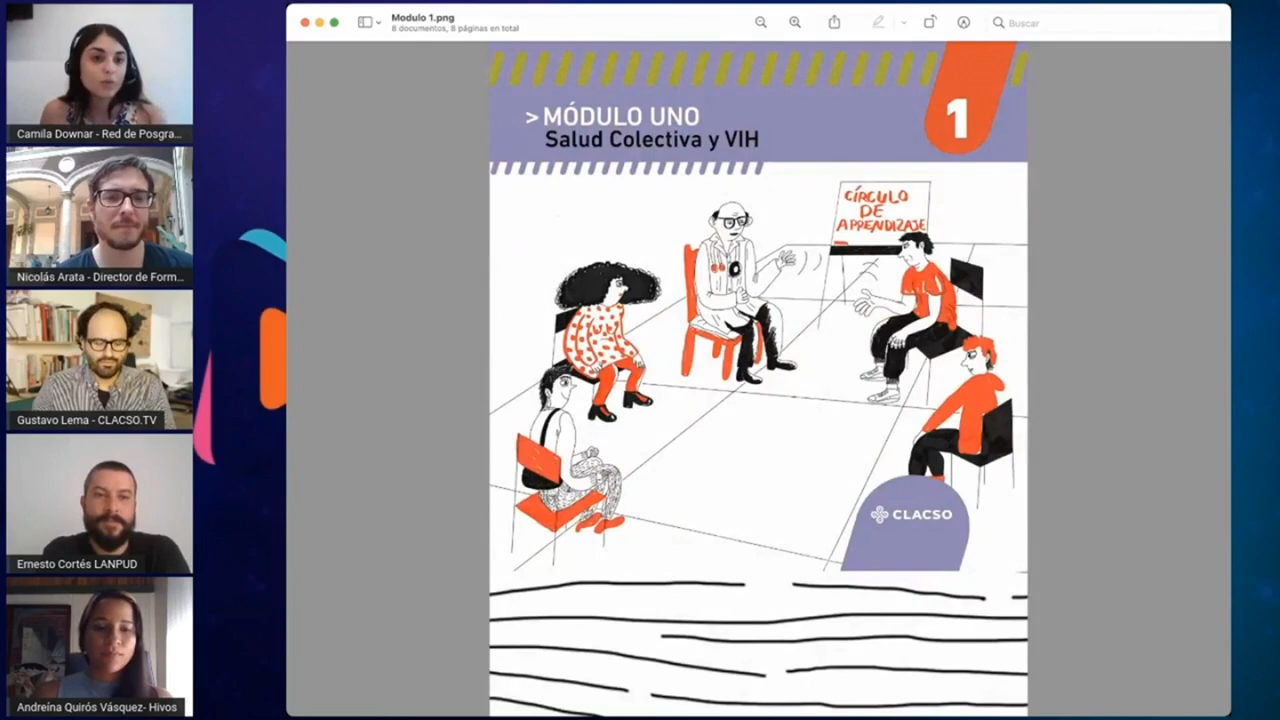 Camila Downar - Red de Posgra...
Nicolás Arata - Director de Form...
Gustavo Lema - CLACSO.TV
Ernesto Cortés LANPUD
Andreína Quirós Vásquez- Hivos
Modulo 1.png
8 documentos, 8 páginas en total
Buscar
> MÓDULO UNO
Salud Colectiva y VIH
1
CÍRCULO
DE
APRENDIZAJE
CLACSO